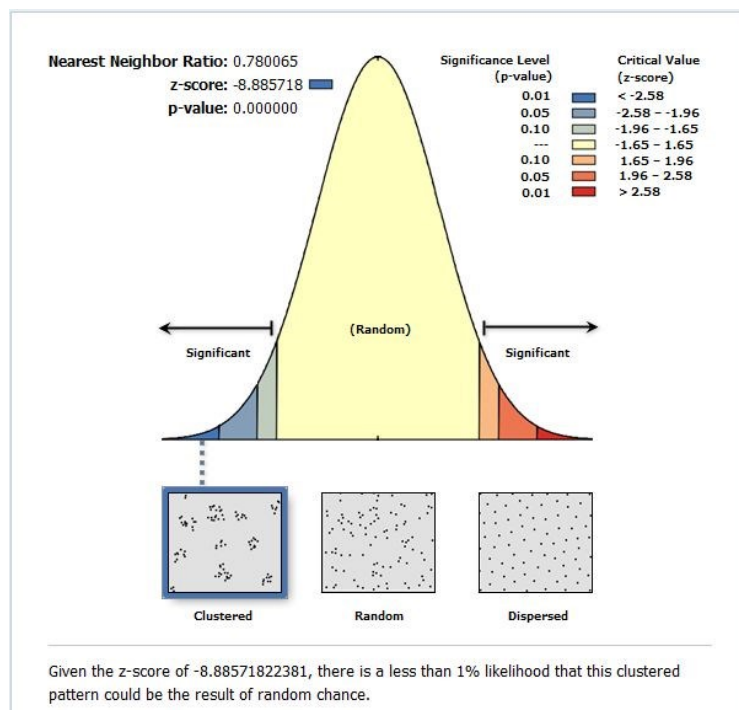 Nearest Neighbor Ratio: 0.780065
z-score: -8.885718
p-value: 0.000000
Significance Level
(p-value)
Critical Value
(z-score)
0.01 < -2.58
0.05 -2.58 – -1.96
0.10 -1.96 – -1.65
--- -1.65 – 1.65
0.10 1.65 – 1.96
0.05 1.96 – 2.58
0.01 > 2.58
(Random)
Significant
Significant
Clustered
Random
Dispersed
Given the z-score of -8.88571822381, there is a less than 1% likelihood that this clustered
pattern could be the result of random chance.